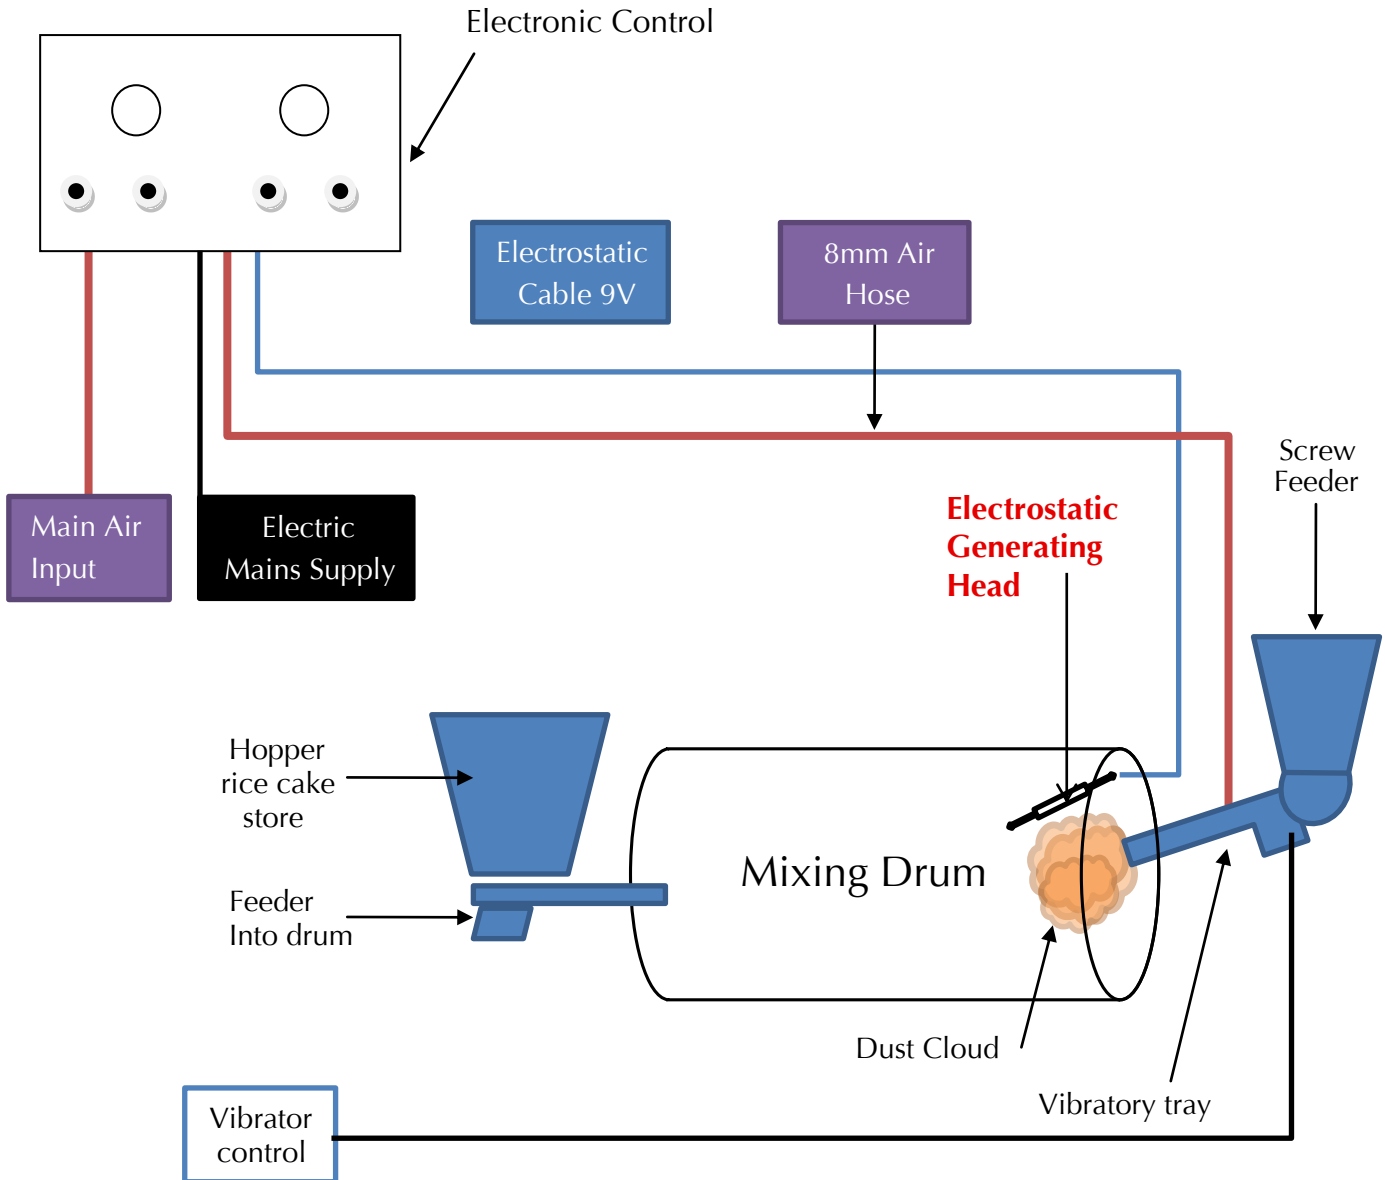 Electronic Control
Electrostatic
Cable 9V
8mm Air
Hose
Screw
Feeder
Main Air
Input
Electric
Mains Supply
Electrostatic
Generating
Head
Hopper
rice cake
store
Mixing Drum
Feeder
Into drum
Dust Cloud
Vibratory tray
Vibrator
control